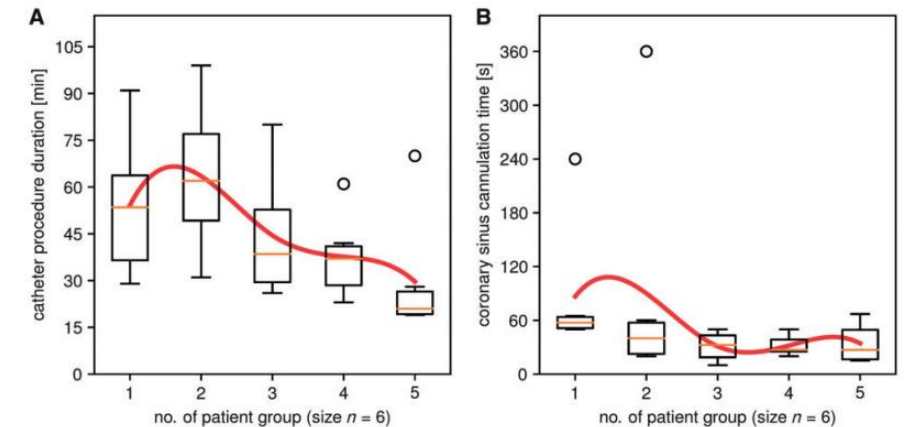 A
catheter procedure duration [min]
105
90
75
60
45
30
15
0
1 2 3 4 5
no. of patient group (size n = 6)
B
coronary sinus cannulation time [s]
360
300
240
180
120
60
0
1 2 3 4 5
no. of patient group (size n = 6)